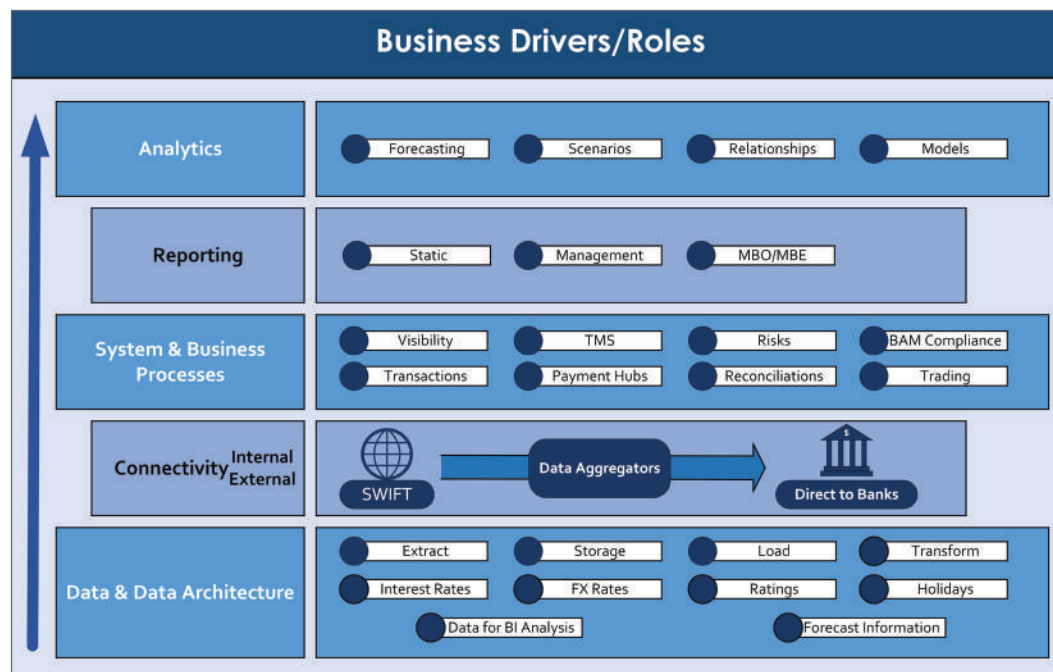 Business Drivers/Roles
Analytics
Forecasting
Scenarios
Relationships
Models
Reporting
Static
Management
MBO/MBE
System & Business
Processes
Visibility
TMS
Risks
BAM Compliance
Transactions
Payment Hubs
Reconciliations
Trading
Connectivity
Internal
External
SWIFT
Data Aggregators
$
Direct to Banks
Data & Data Architecture
Extract
Storage
Load
Transform
Interest Rates
FX Rates
Ratings
Holidays
Data for BI Analysis
Forecast Information